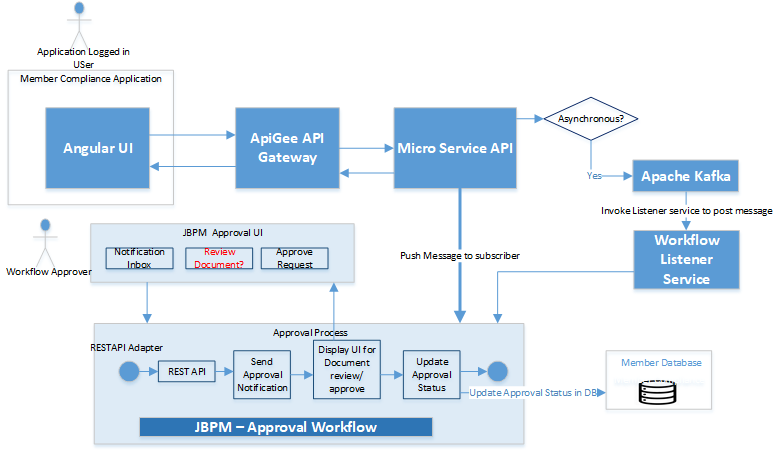 Application Logged in
USer
Member Compliance Application
Angular UI
ApiGee API
Gateway
Micro Service API
Asynchronous?
Yes
Apache Kafka
Invoke Listener service to post message
Workflow
Listener
Service
Workflow Approver
JBPM Approval UI
Notification
Inbox
Review
Document?
Approve
Request
Push Message to subscriber
Approval Process
RESTAPI Adapter
REST API
Send
Approval
Notification
Display UI for
Document
review/
approve
Update
Approval
Status
Update Approval Status in DB
Member Database
JBPM – Approval Workflow